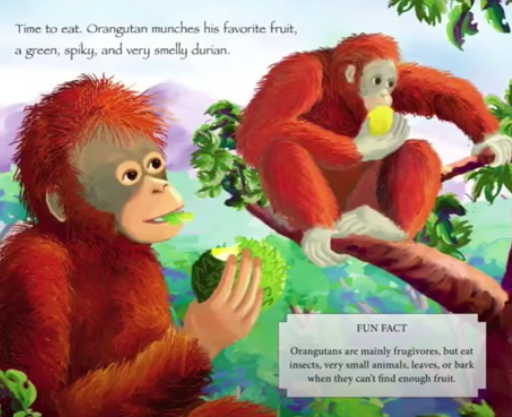 Time to eat. Orangutan munches his favorite fruit,
a green, spiky, and very smelly durian.
FUN FACT
Orangutans are mainly frugivores, but eat
insects, very small animals, leaves, or bark
when they can't find enough fruit.